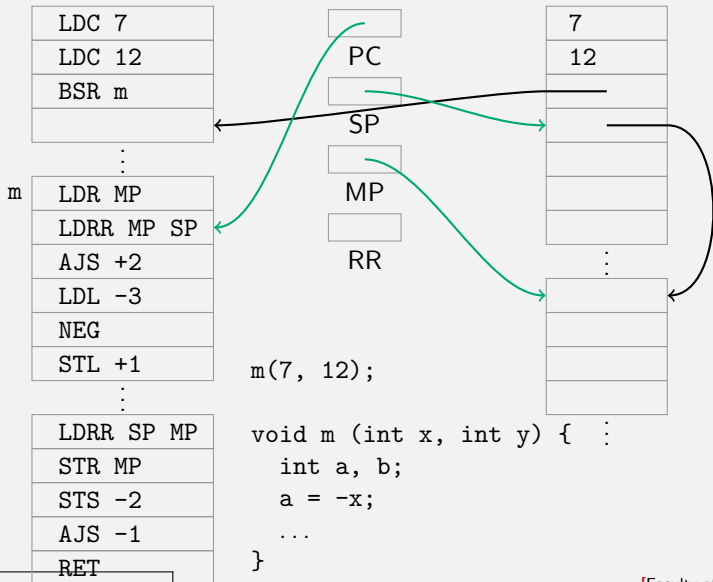 LDC 7
LDC 12
BSR m
⋮
m
LDR MP
LDRR MP SP
AJS +2
LDL -3
NEG
STL +1
⋮
LDRR SP MP
STR MP
STS -2
AJS -1
RET
PC
SP
MP
RR
7
12
⋮
⋮
m(7, 12);
void m (int x, int y) {
int a, b;
a = -x;
...
}